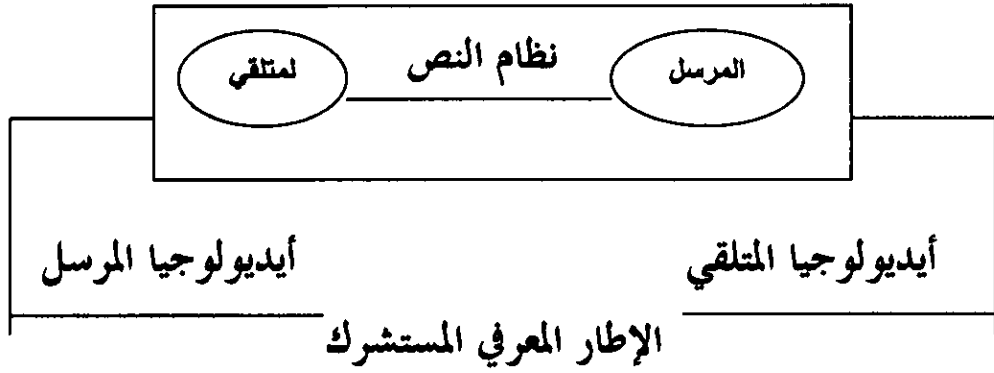 المرسل نظام النص لمتلقي
أيديولوجيا المتلقي أيديولوجيا المرسل
الإطار المعرفي المستشرك